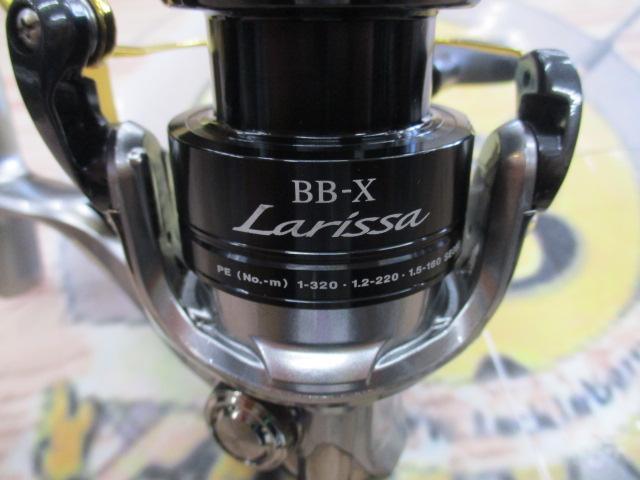 BB-X
Larissa
PE (No.-m) 1-320 · 1.2-220 · 1.5-160